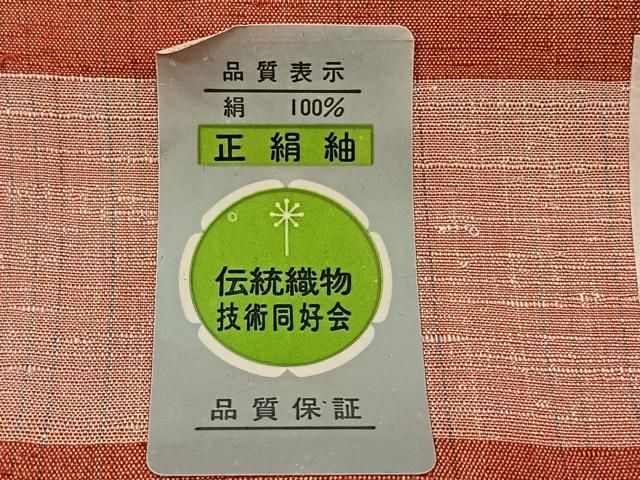 品質表示
絹 100%
正絹紬
伝統織物
技術同好会
品質保証